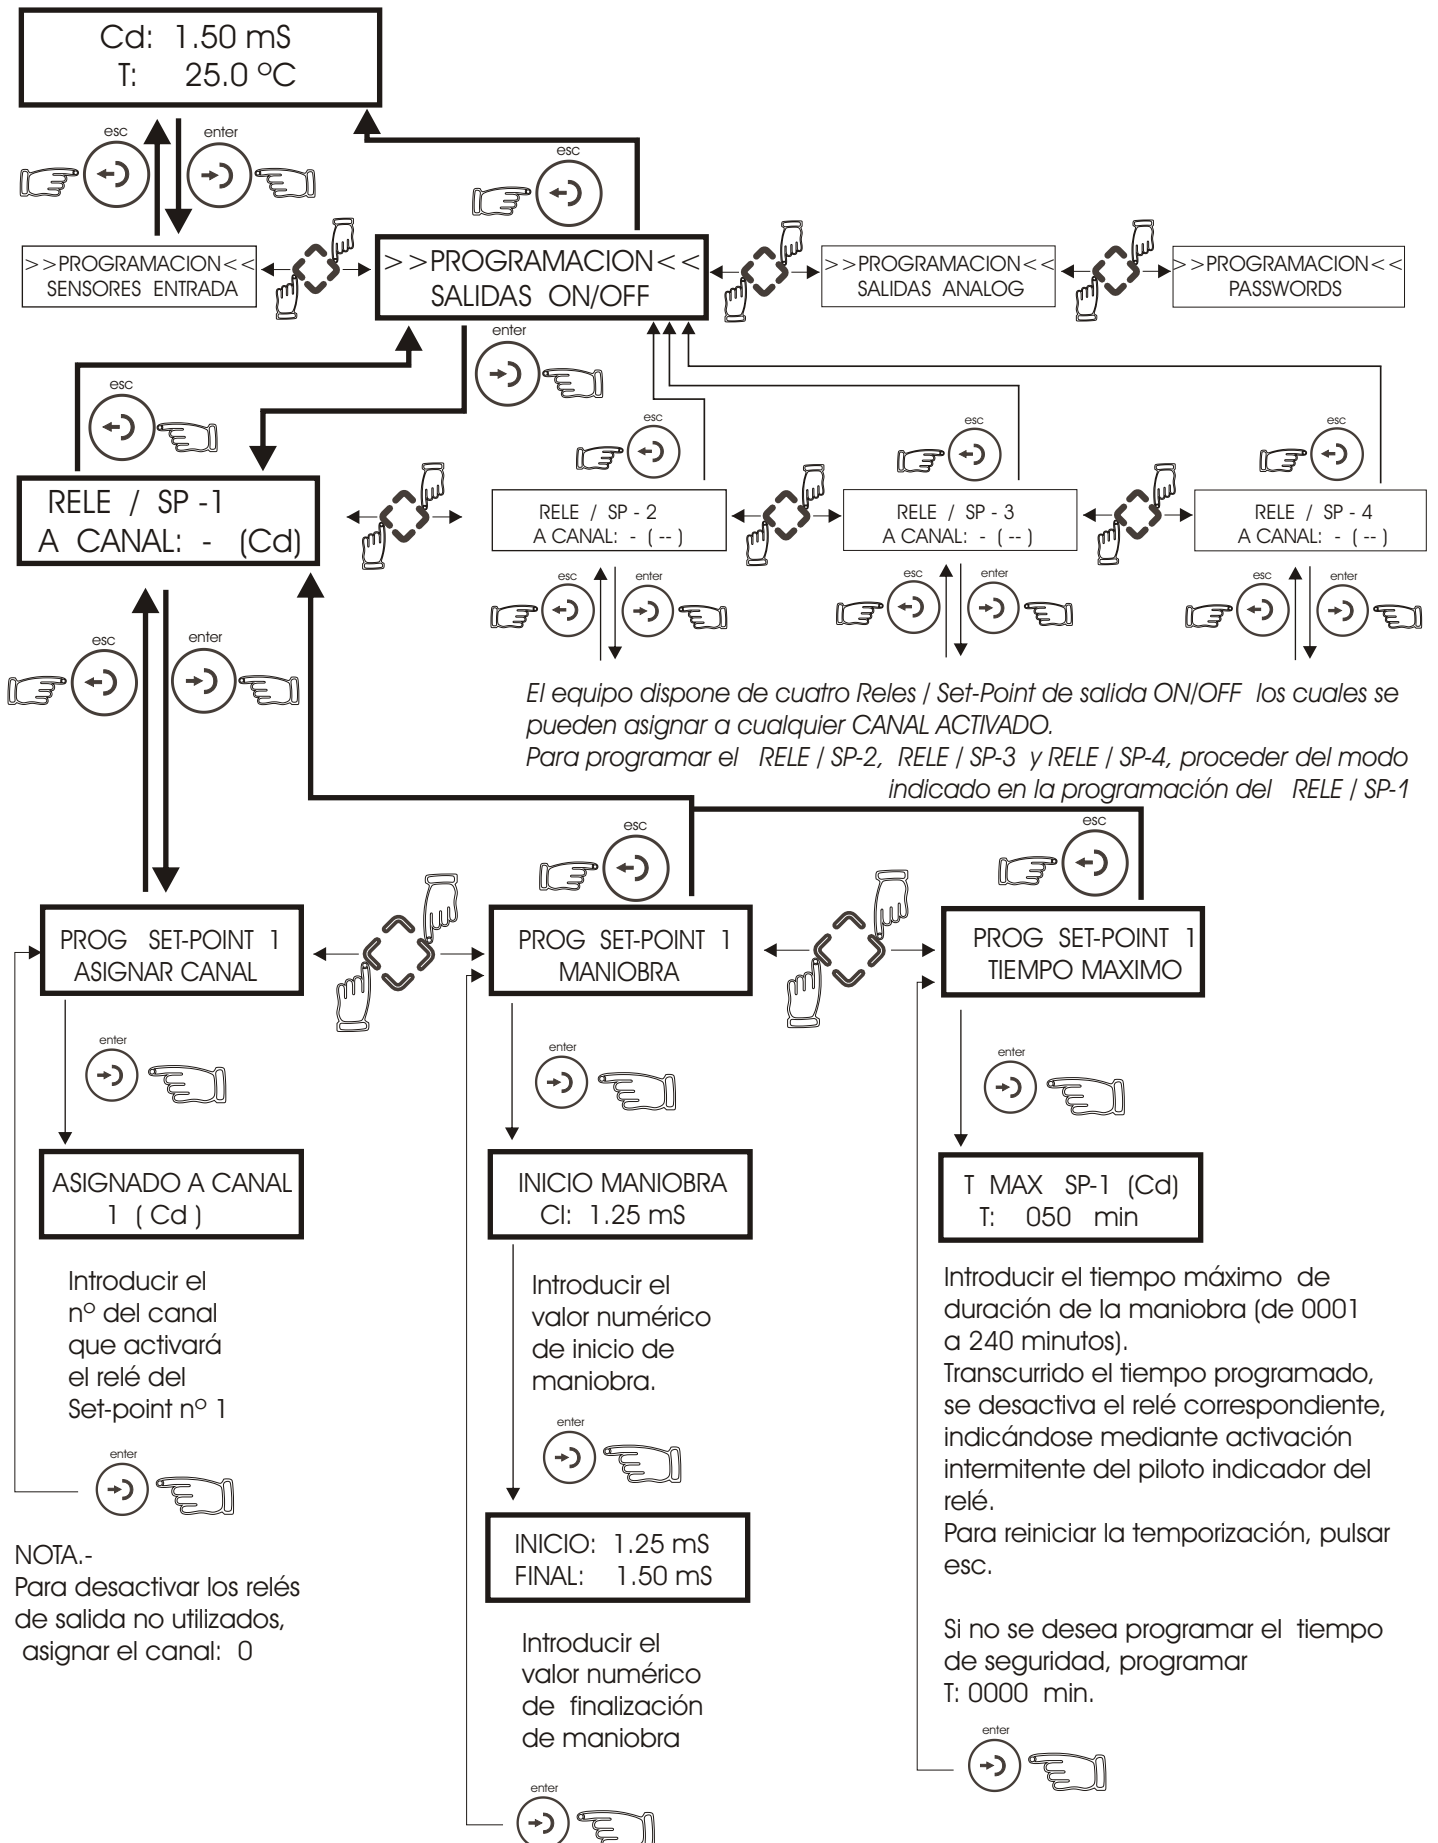 Cd: 1.50 mS
T: 25.0 ºC
esc
enter
esc
>>PROGRAMACION<<
SENSORES ENTRADA
>>PROGRAMACION<<
SALIDAS ON/OFF
>>PROGRAMACION<<
SALIDAS ANALOG
>>PROGRAMACION<<
PASSWORDS
enter
esc
esc
esc
esc
RELE / SP -1
A CANAL: - (Cd)
RELE / SP - 2
A CANAL: - ( -- )
RELE / SP - 3
A CANAL: - ( -- )
RELE / SP - 4
A CANAL: - ( -- )
esc
enter
esc
enter
esc
enter
esc
enter
El equipo dispone de cuatro Reles / Set-Point de salida ON/OFF los cuales se
pueden asignar a cualquier CANAL ACTIVADO.
Para programar el RELE / SP-2, RELE / SP-3 y RELE / SP-4, proceder del modo
indicado en la programación del RELE / SP-1
esc
esc
PROG SET-POINT 1
ASIGNAR CANAL
PROG SET-POINT 1
MANIOBRA
PROG SET-POINT 1
TIEMPO MAXIMO
enter
enter
enter
ASIGNADO A CANAL
1 ( Cd )
Introducir el
nº del canal
que activará
el relé del
Set-point nº 1
enter
NOTA.-
Para desactivar los relés
de salida no utilizados,
asignar el canal: 0
INICIO MANIOBRA
CI: 1.25 mS
Introducir el
valor numérico
de inicio de
maniobra.
enter
INICIO: 1.25 mS
FINAL: 1.50 mS
Introducir el
valor numérico
de finalización
de maniobra
enter
T MAX SP-1 (Cd)
T: 050 min
Introducir el tiempo máximo de
duración de la maniobra (de 0001
a 240 minutos).
Transcurrido el tiempo programado,
se desactiva el relé correspondiente,
indicándose mediante activación
intermitente del piloto indicador del
relé.
Para reiniciar la temporización, pulsar
esc.
Si no se desea programar el tiempo
de seguridad, programar
T: 0000 min.
enter